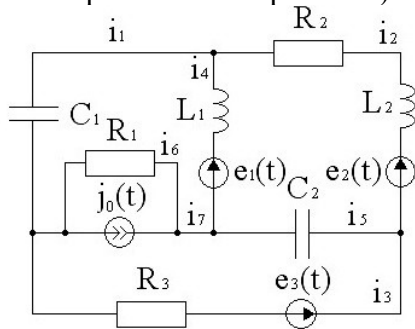 i₁
R₂
i₂
i₄
C₁
L₁
L₂
R₁
i₆
j₀(t)
e₁(t)
C₂
e₂(t)
i₇
i₅
R₃
e₃(t)
i₃